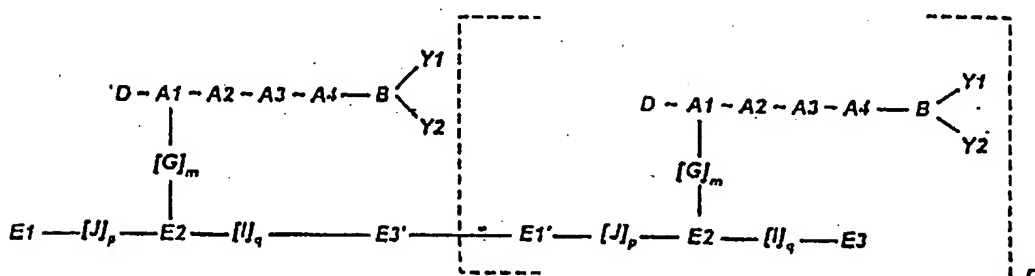 Y1 Y1
D ~ A1 ~ A2 ~ A3 ~ A4 — B D ~ A1 ~ A2 ~ A3 ~ A4 — B
Y2 Y2
[G]m [G]m
E1 — [J]p — E2 — [I]q — E3' — E1' — [J]p — E2 — [I]q — E3